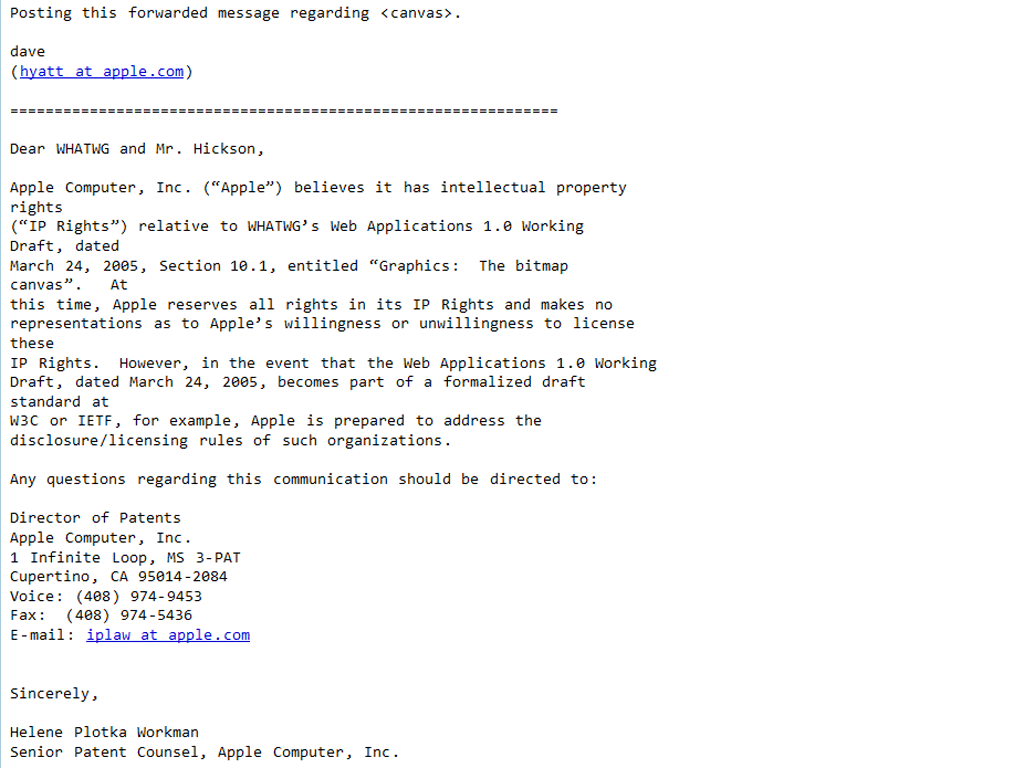 Posting this forwarded message regarding <canvas>.
dave
(hyatt at apple.com)
=============================================================
Dear WHATWG and Mr. Hickson,
Apple Computer, Inc. (“Apple”) believes it has intellectual property
rights
(“IP Rights”) relative to WHATWG’s Web Applications 1.0 Working
Draft, dated
March 24, 2005, Section 10.1, entitled “Graphics:  The bitmap
canvas”.   At
this time, Apple reserves all rights in its IP Rights and makes no
representations as to Apple’s willingness or unwillingness to license
these
IP Rights.  However, in the event that the Web Applications 1.0 Working
Draft, dated March 24, 2005, becomes part of a formalized draft
standard at
W3C or IETF, for example, Apple is prepared to address the
disclosure/licensing rules of such organizations.
Any questions regarding this communication should be directed to:
Director of Patents
Apple Computer, Inc.
1 Infinite Loop, MS 3-PAT
Cupertino, CA 95014-2084
Voice: (408) 974-9453
Fax:  (408) 974-5436
E-mail: iplaw at apple.com
Sincerely,
Helene Plotka Workman
Senior Patent Counsel, Apple Computer, Inc.